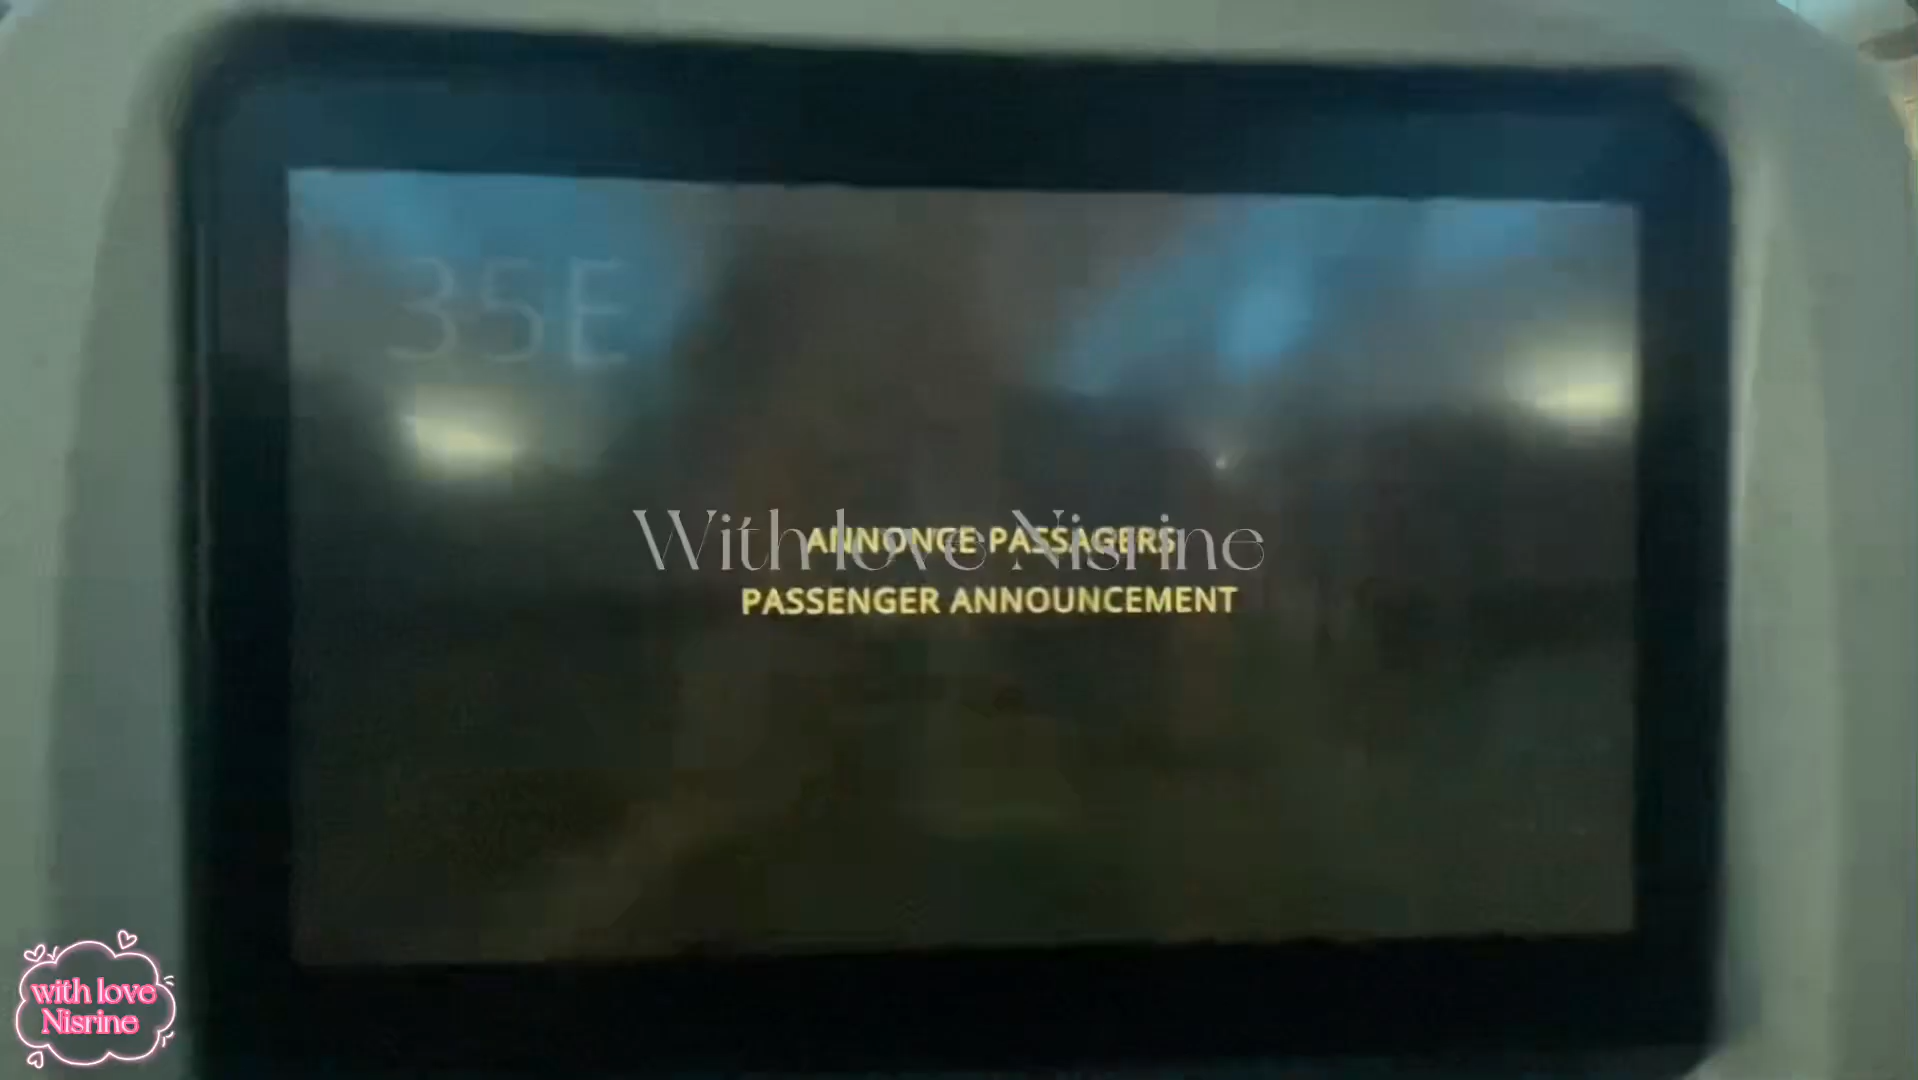 35E
With love Nisrine
ANNONCE PASSAGERS
PASSENGER ANNOUNCEMENT
with love
Nisrine